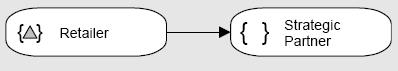 { } Retailer
{ } Strategic
Partner